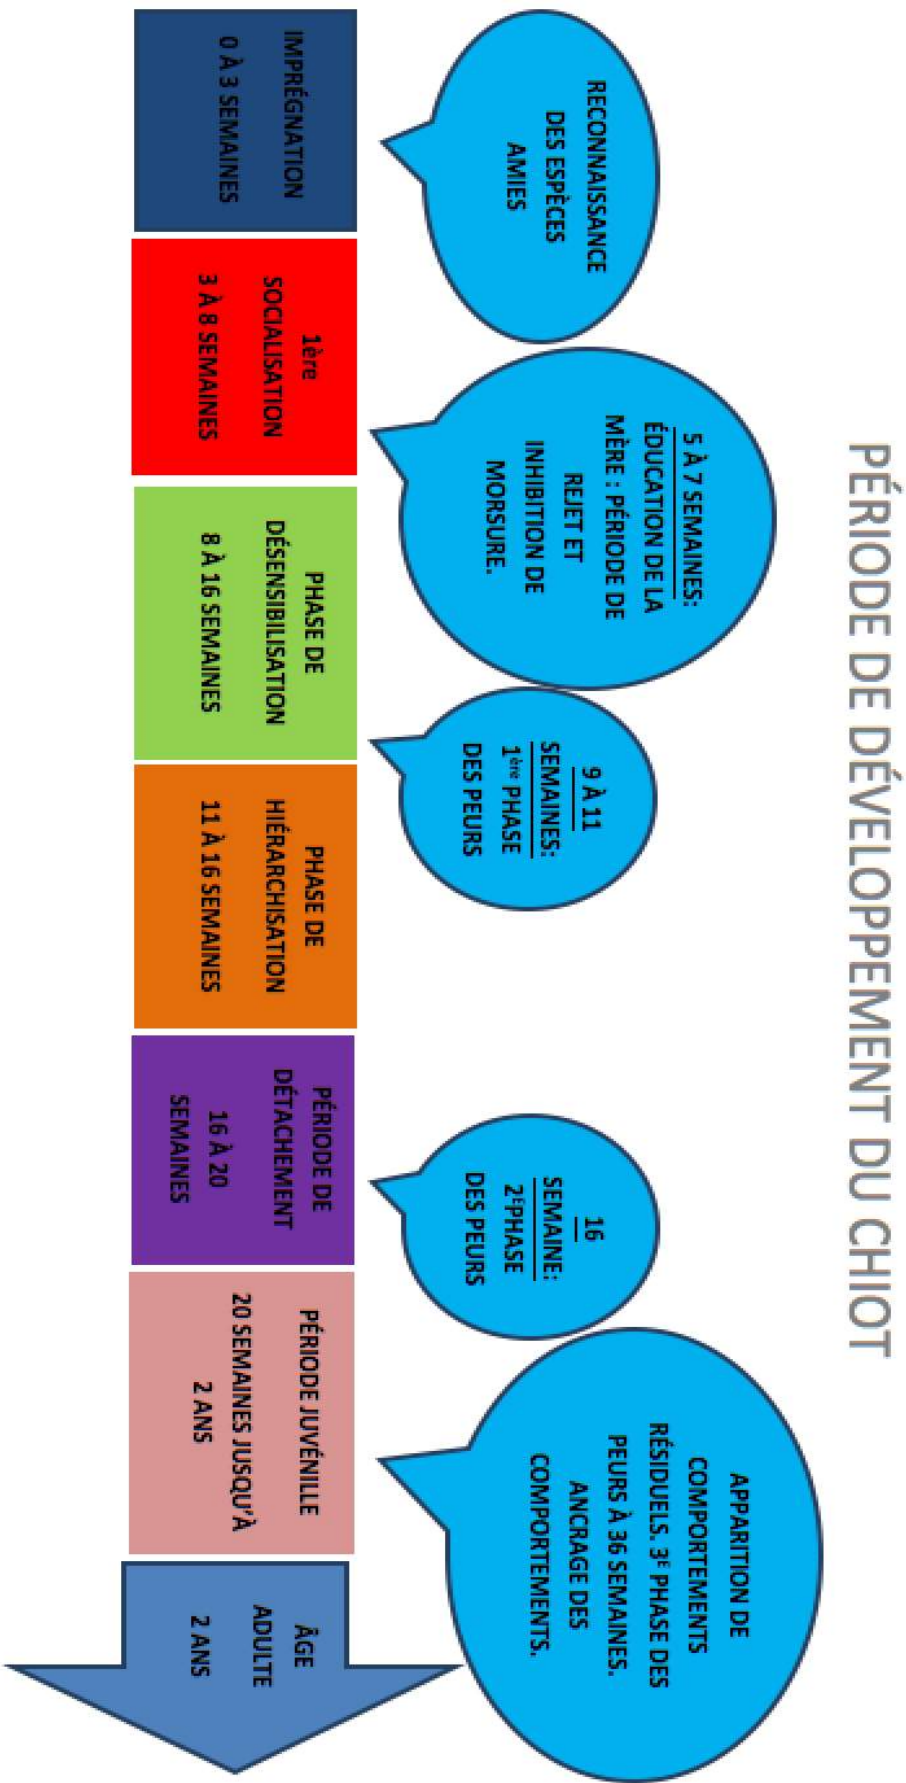 PÉRIODE DE DÉVELOPPEMENT DU CHIOT
RECONNAISSANCE
DES ESPÈCES
AMIES
5 À 7 SEMAINES:
ÉDUCATION DE LA
MÈRE : PÉRIODE DE
REJET ET
INHIBITION DE
MORSURE.
9 À 11
SEMAINES:
1ère PHASE
DES PEURS
16
SEMAINE:
2EPHASE
DES PEURS
APPARITION DE
COMPORTEMENTS
RÉSIDUELS. 3E PHASE DES
PEURS À 36 SEMAINES.
ANCRAGE DES
COMPORTEMENTS.
IMPRÉGNATION
0 À 3 SEMAINES
1ère
SOCIALISATION
3 À 8 SEMAINES
PHASE DE
DÉSENSIBILISATION
8 À 16 SEMAINES
PHASE DE
HIÉRARCHISATION
11 À 16 SEMAINES
PÉRIODE DE
DÉTACHEMENT
16 À 20
SEMAINES
PÉRIODE JUVÉNILLE
20 SEMAINES JUSQU'À
2 ANS
ÂGE
ADULTE
2 ANS